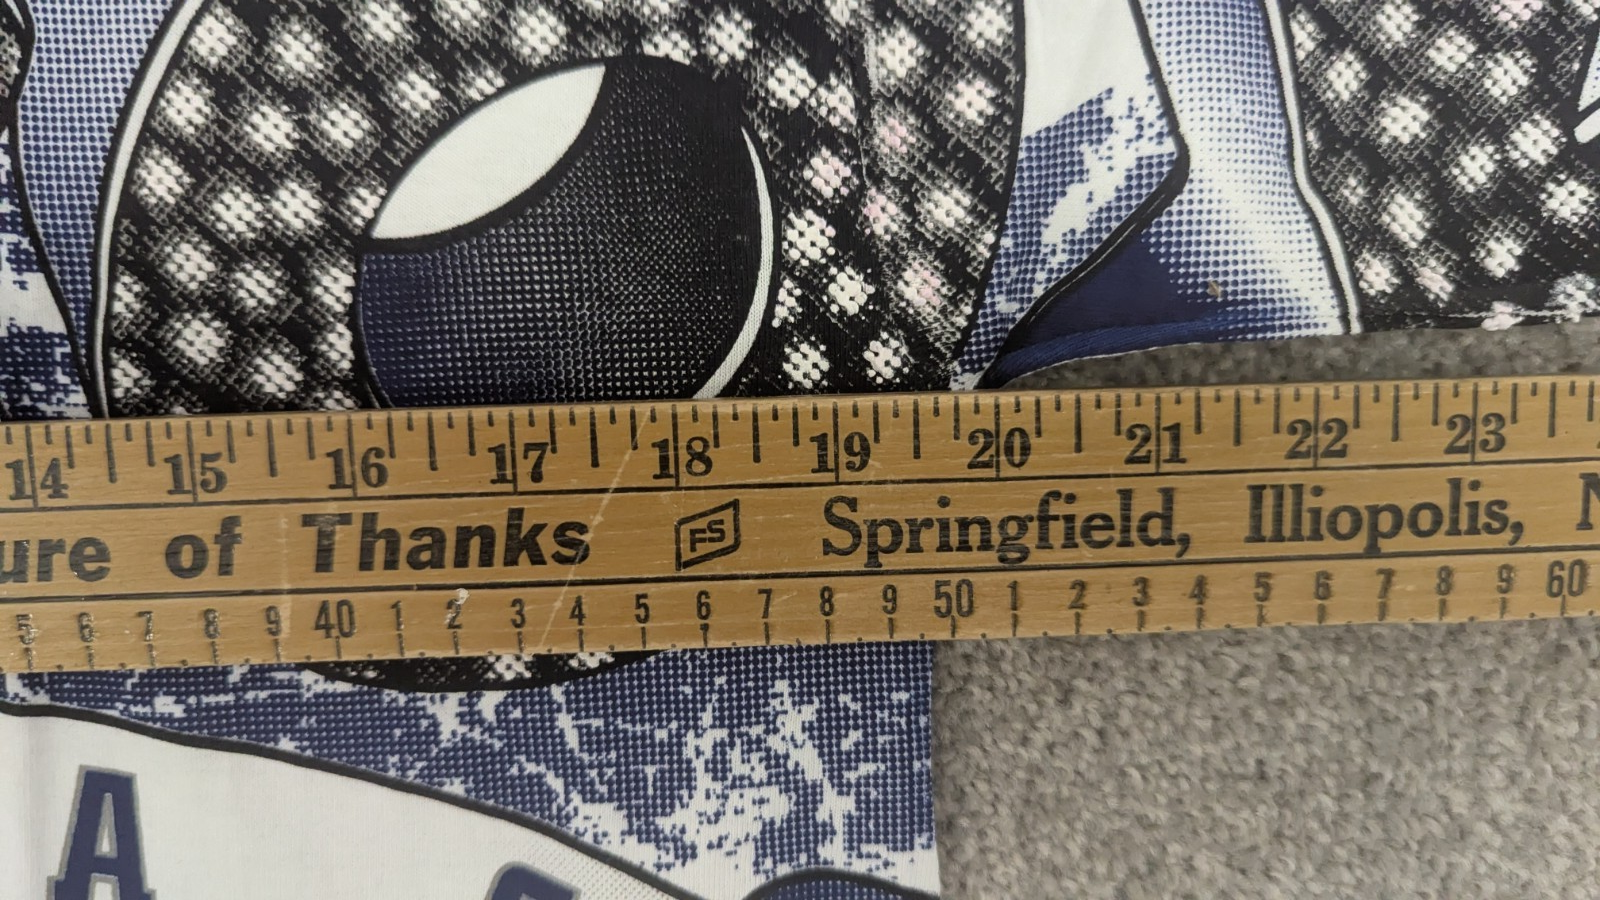 14 15 16 17 18 19 20 21 22 23
ure of Thanks FS Springfield, Illiopolis, N
5 6 7 8 9 40 1 2 3 4 5 6 7 8 9 50 1 2 3 4 5 6 7 8 9 60
A